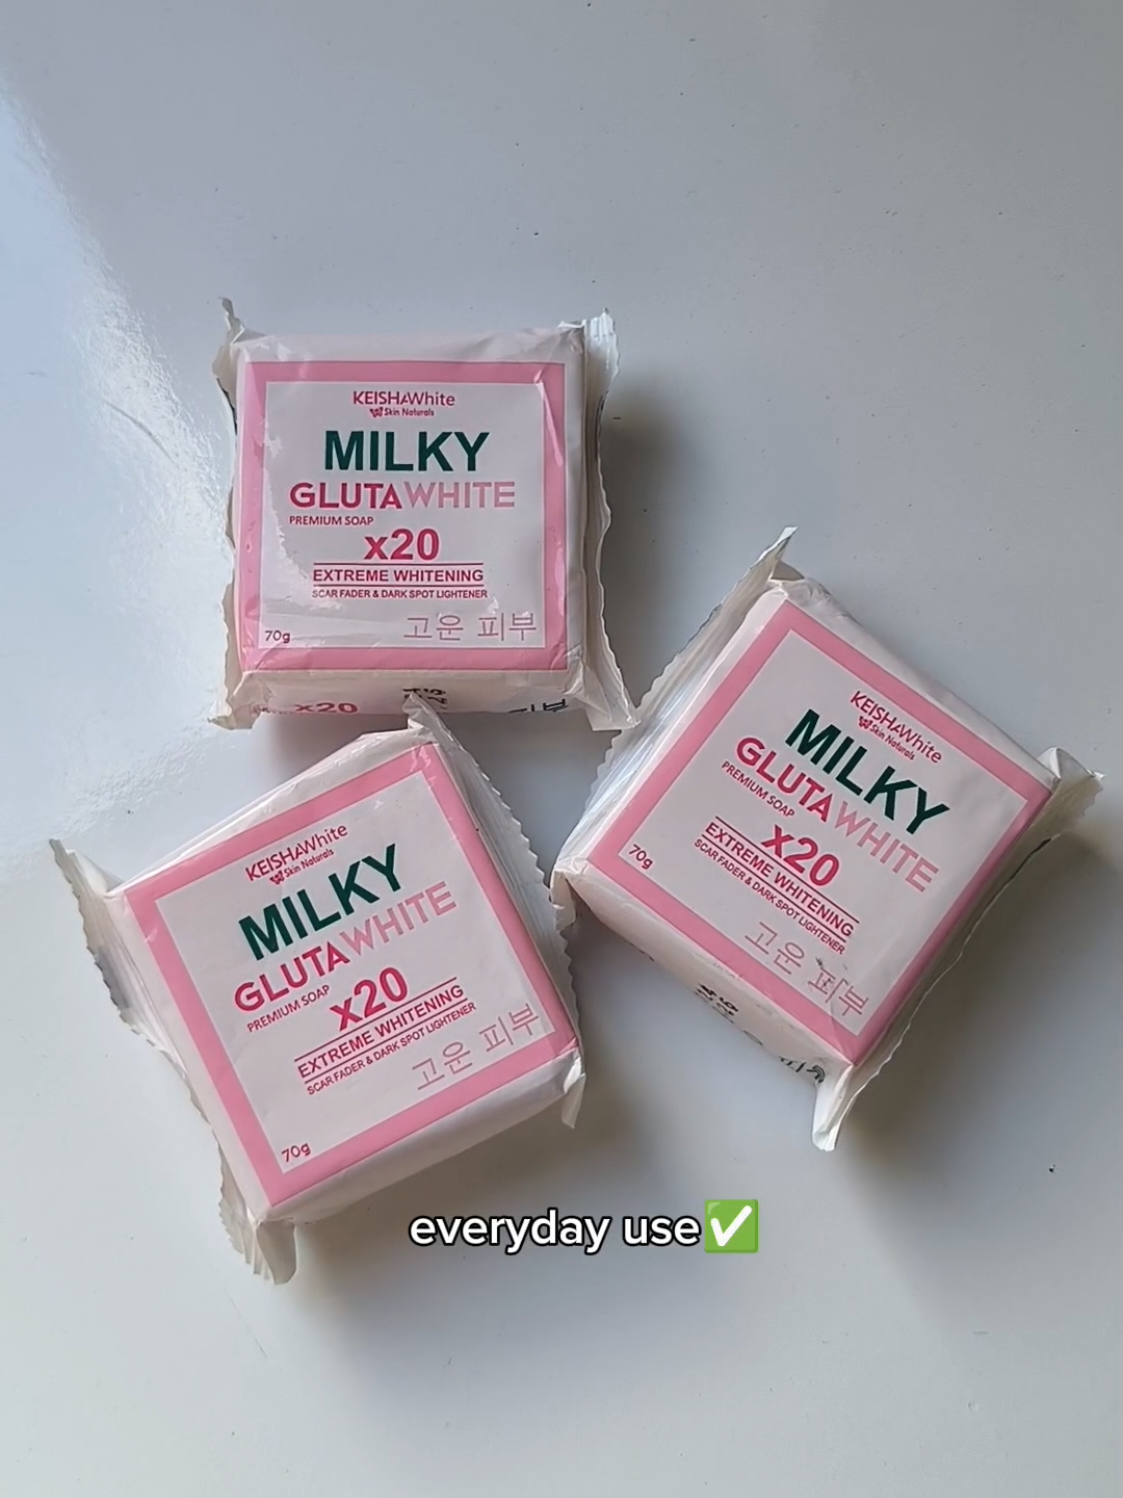 KEISHAWhite
Skin Naturals
MILKY
GLUTAWHITE
PREMIUM SOAP
x20
EXTREME WHITENING
SCAR FADER & DARK SPOT LIGHTENER
고운 피부
70g
x20
KEISHAWhite
Skin Naturals
MILKY
GLUTAWHITE
PREMIUM SOAP
x20
EXTREME WHITENING
SCAR FADER & DARK SPOT LIGHTENER
고운 피부
70g
KEISHAWhite
Skin Naturals
MILKY
GLUTAWHITE
PREMIUM SOAP
x20
EXTREME WHITENING
SCAR FADER & DARK SPOT LIGHTENER
고운 피부
70g
everyday use✅